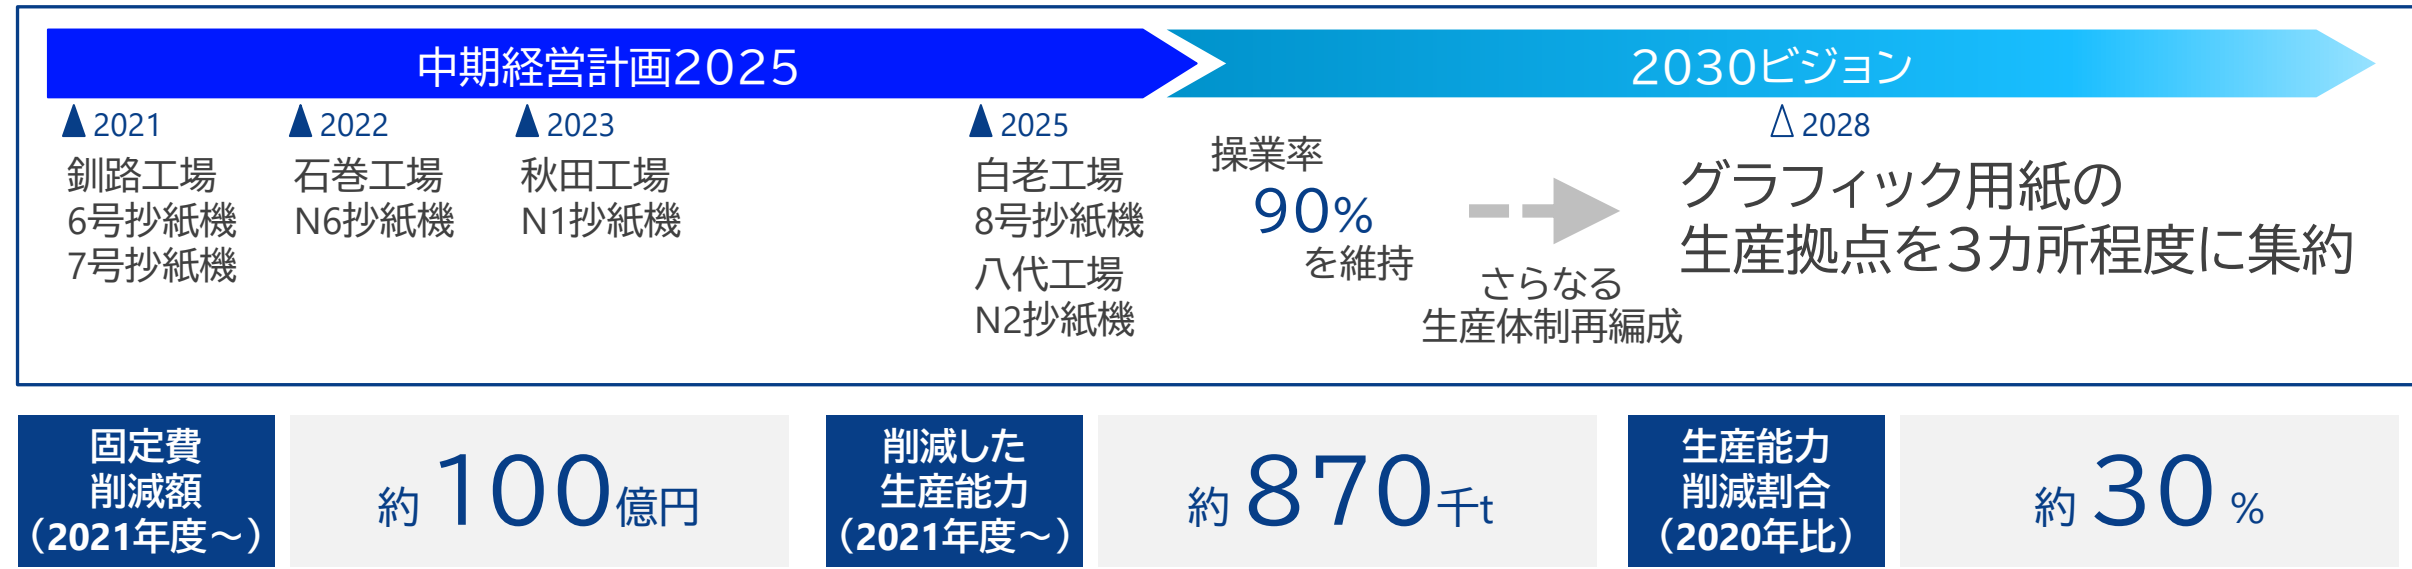 中期経営計画2025
2030ビジョン
▲2021
釧路工場
6号抄紙機
7号抄紙機
▲2022
石巻工場
N6抄紙機
▲2023
秋田工場
N1抄紙機
▲2025
白老工場
8号抄紙機
八代工場
N2抄紙機
操業率
90%
を維持
さらなる
生産体制再編成
△2028
グラフィック用紙の
生産拠点を3カ所程度に集約
固定費
削減額
（2021年度～）
約100億円
削減した
生産能力
（2021年度～）
約870千t
生産能力
削減割合
（2020年比）
約30%